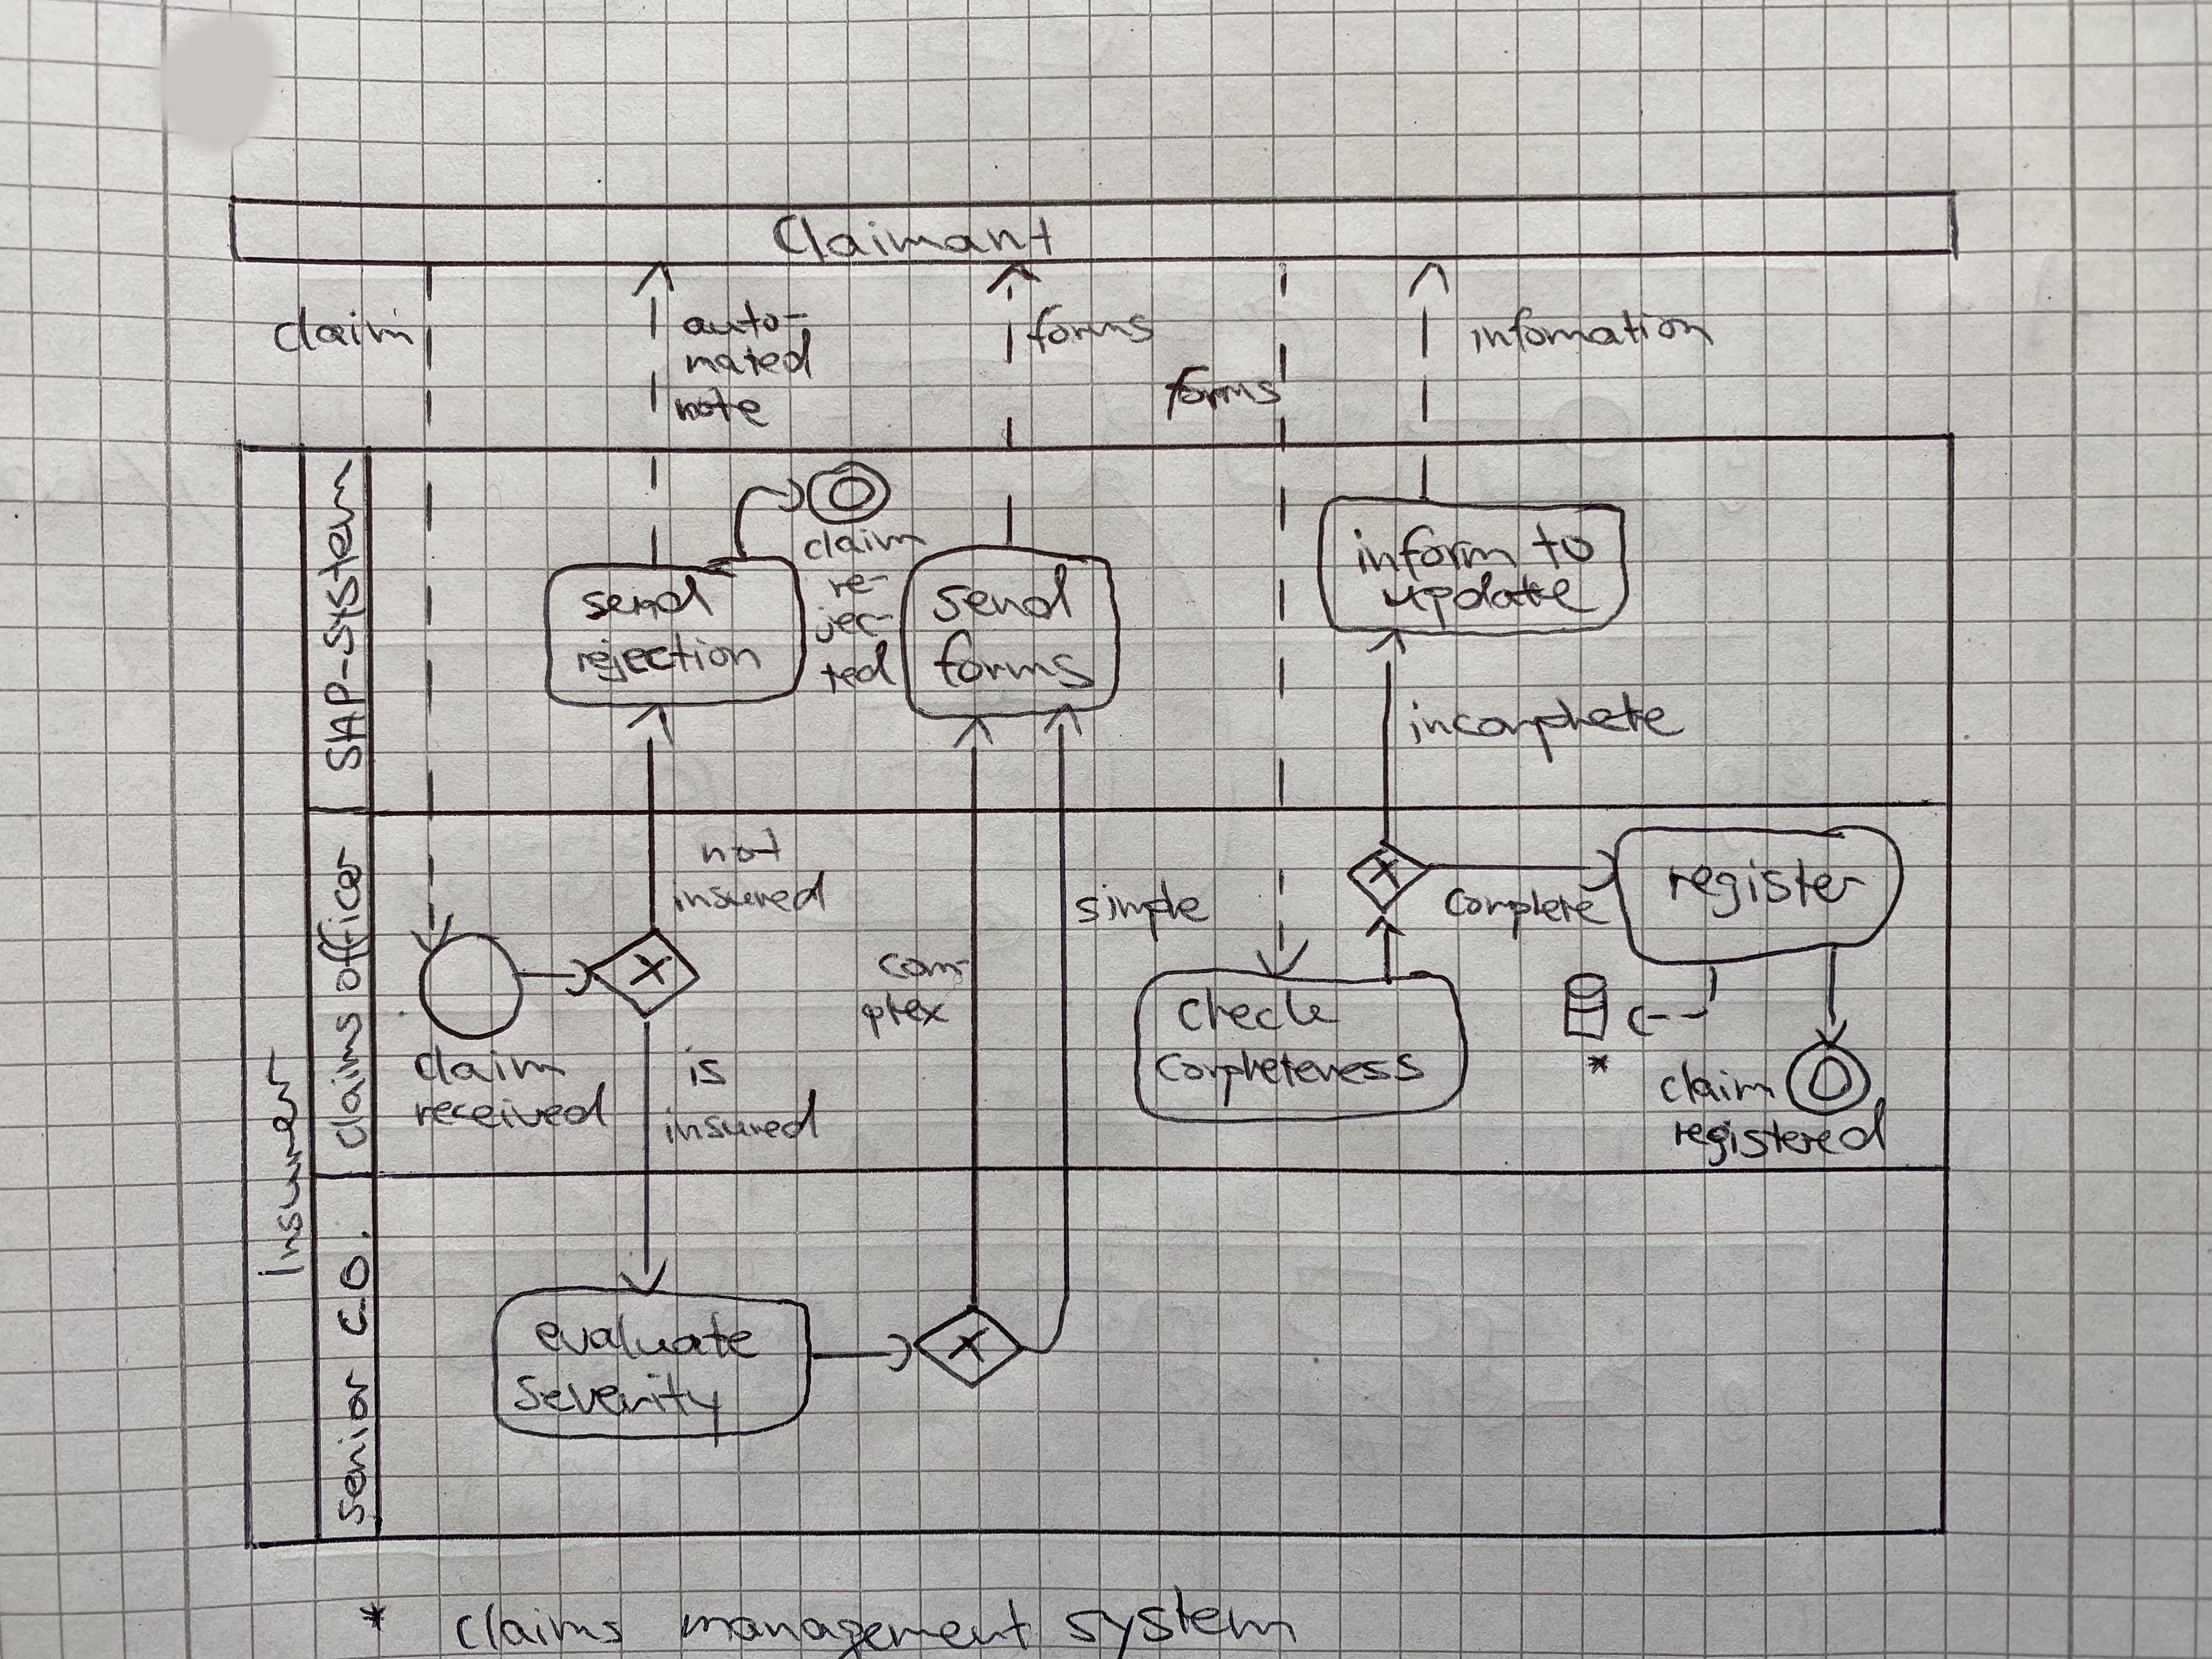 Claimant
claim
auto-
mated
note
forms
forms
infomation
Insurer
SAP-System
claims officer
Senior C.O.
send
rejection
claim
re-
jec-
ted
send
forms
inform to
update
incomplete
not
insured
is
insured
claim
received
com-
plex
simple
check
completeness
complete
register
*
claim
registered
evaluate
Severity
* claims management system